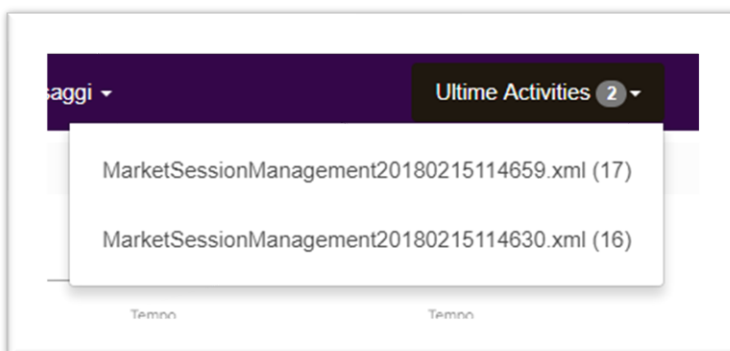 saggi
Ultime Activities 2
MarketSessionManagement20180215114659.xml (17)
MarketSessionManagement20180215114630.xml (16)
Tempo Tempo